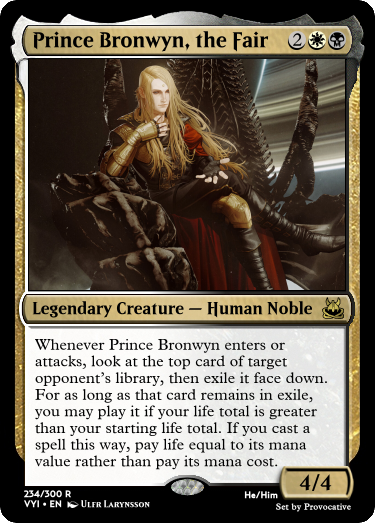 Prince Bronwyn, the Fair 2
Legendary Creature — Human Noble
Whenever Prince Bronwyn enters or
attacks, look at the top card of target
opponent's library, then exile it face down.
For as long as that card remains in exile,
you may play it if your life total is greater
than your starting life total. If you cast a
spell this way, pay life equal to its mana
value rather than pay its mana cost.
4/4
234/300 R
VYI • EN Ulfr Larynsson
He/Him
Set by Provocative